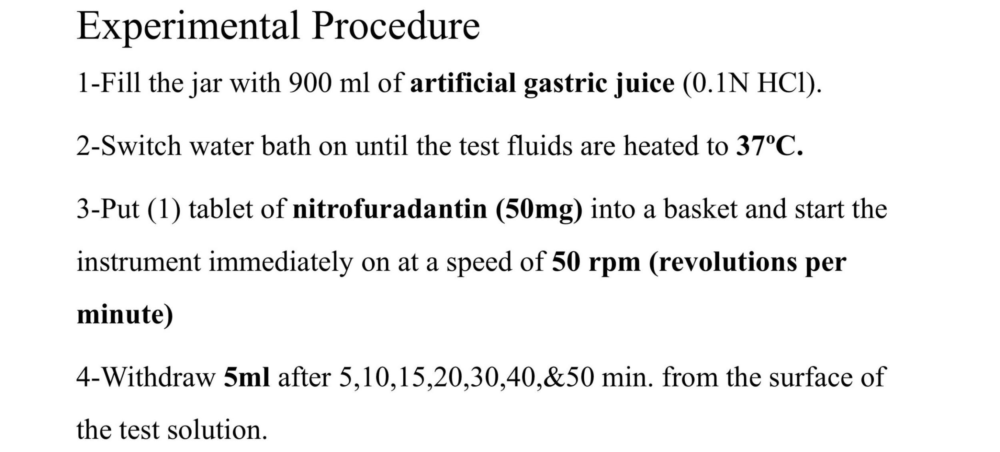 Experimental Procedure
1-Fill the jar with 900 ml of artificial gastric juice (0.1N HCl).
2-Switch water bath on until the test fluids are heated to 37ºC.
3-Put (1) tablet of nitrofuradantin (50mg) into a basket and start the
instrument immediately on at a speed of 50 rpm (revolutions per
minute)
4-Withdraw 5ml after 5,10,15,20,30,40,&50 min. from the surface of
the test solution.